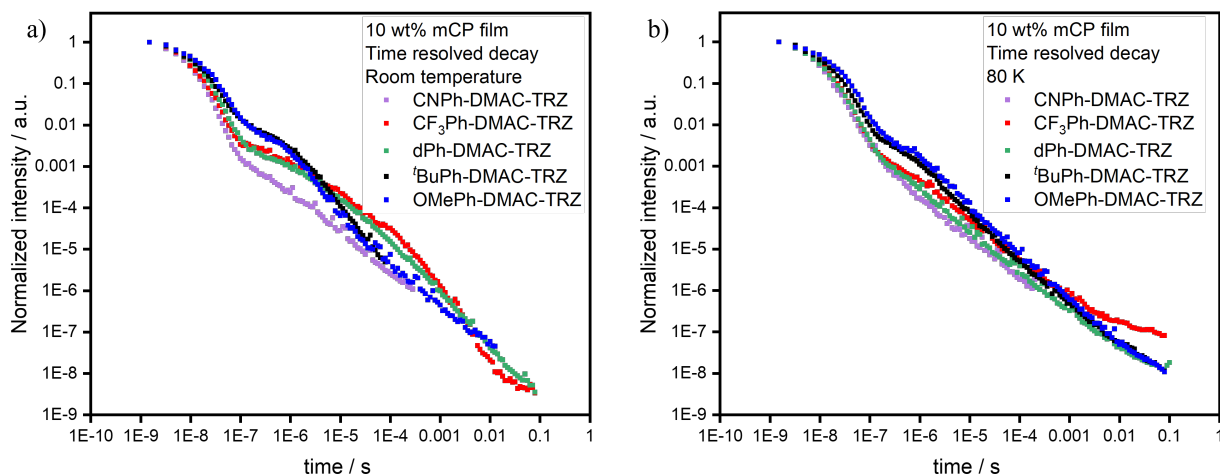 a)
10 wt% mCP film
Time resolved decay
Room temperature
CNPh-DMAC-TRZ
CF₃Ph-DMAC-TRZ
dPh-DMAC-TRZ
ᵗBuPh-DMAC-TRZ
OMePh-DMAC-TRZ
Normalized intensity / a.u.
1
0.1
0.01
0.001
1E-4
1E-5
1E-6
1E-7
1E-8
1E-9
1E-10 1E-9 1E-8 1E-7 1E-6 1E-5 1E-4 0.001 0.01 0.1 1
time / s
b)
10 wt% mCP film
Time resolved decay
80 K
CNPh-DMAC-TRZ
CF₃Ph-DMAC-TRZ
dPh-DMAC-TRZ
ᵗBuPh-DMAC-TRZ
OMePh-DMAC-TRZ
Normalized intensity / a.u.
1
0.1
0.01
0.001
1E-4
1E-5
1E-6
1E-7
1E-8
1E-9
1E-10 1E-9 1E-8 1E-7 1E-6 1E-5 1E-4 0.001 0.01 0.1 1
time / s